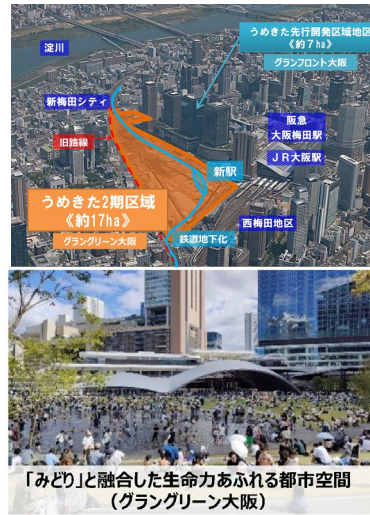 うめきた先行開発区域地区
《約7ha》
グランフロント大阪
淀川
新梅田シティ
阪急
大阪梅田駅
旧路線
JR大阪駅
新駅
うめきた2期区域
《約17ha》
グラングリーン大阪
西梅田地区
鉄道地下化
「みどり」と融合した生命力あふれる都市空間
（グラングリーン大阪）